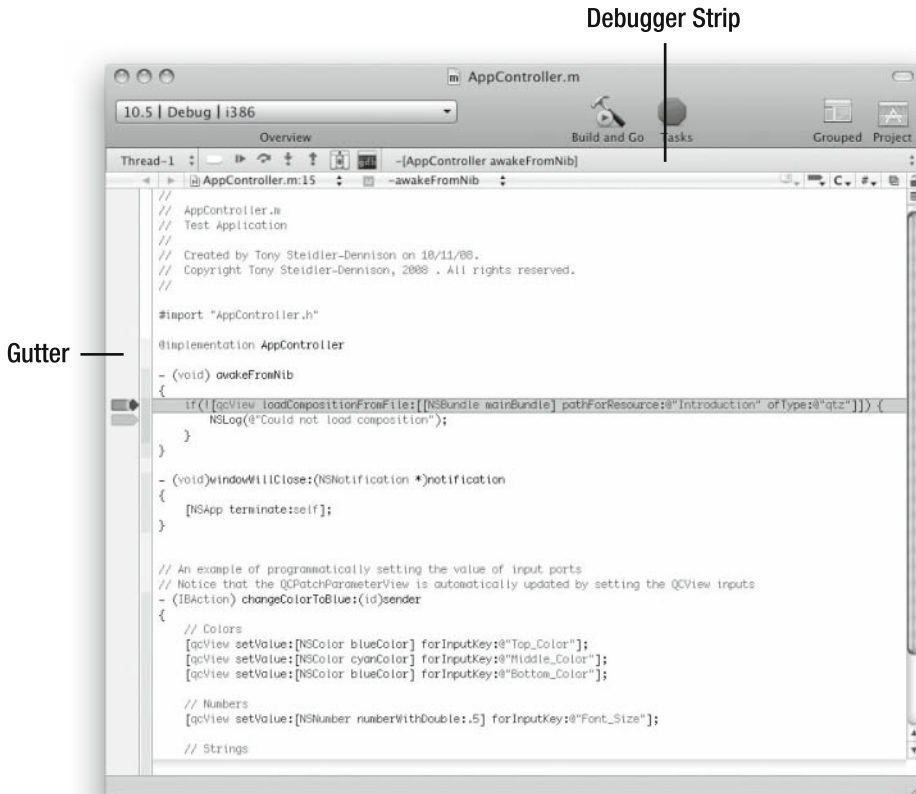 Debugger Strip
AppController.m
10.5 | Debug | i386
Overview
Build and Go
Tasks
Grouped
Project
Thread-1
-[AppController awakeFromNib]
AppController.m:15
-awakeFromNib
C
#
//
// AppController.m
// Test Application
//
// Created by Tony Steidler-Dennison on 10/11/08.
// Copyright Tony Steidler-Dennison, 2008 . All rights reserved.
//
#import "AppController.h"
@implementation AppController
Gutter
- (void) awakeFromNib
{
if(![qcView loadCompositionFromFile:[[NSBundle mainBundle] pathForResource:@"Introduction" ofType:@"qtz"]]) {
NSLog(@"Could not load composition");
}
}
- (void)windowWillClose:(NSNotification *)notification
{
[NSApp terminate:self];
}
// An example of programmatically setting the value of input ports
// Notice that the QCPatchParameterView is automatically updated by setting the QCView inputs
- (IBAction) changeColorToBlue:(id)sender
{
// Colors
[qcView setValue:[NSColor blueColor] forInputKey:@"Top_Color"];
[qcView setValue:[NSColor cyanColor] forInputKey:@"Middle_Color"];
[qcView setValue:[NSColor blueColor] forInputKey:@"Bottom_Color"];
// Numbers
[qcView setValue:[NSNumber numberWithDouble:.5] forInputKey:@"Font_Size"];
// Strings